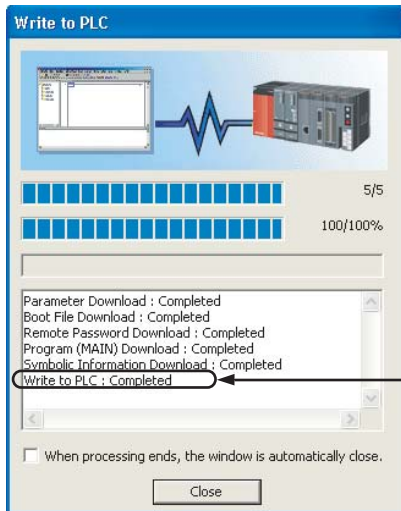 Write to PLC
5/5
100/100%
Parameter Download : Completed
Boot File Download : Completed
Remote Password Download : Completed
Program (MAIN) Download : Completed
Symbolic Information Download : Completed
Write to PLC : Completed
When processing ends, the window is automatically close.
Close